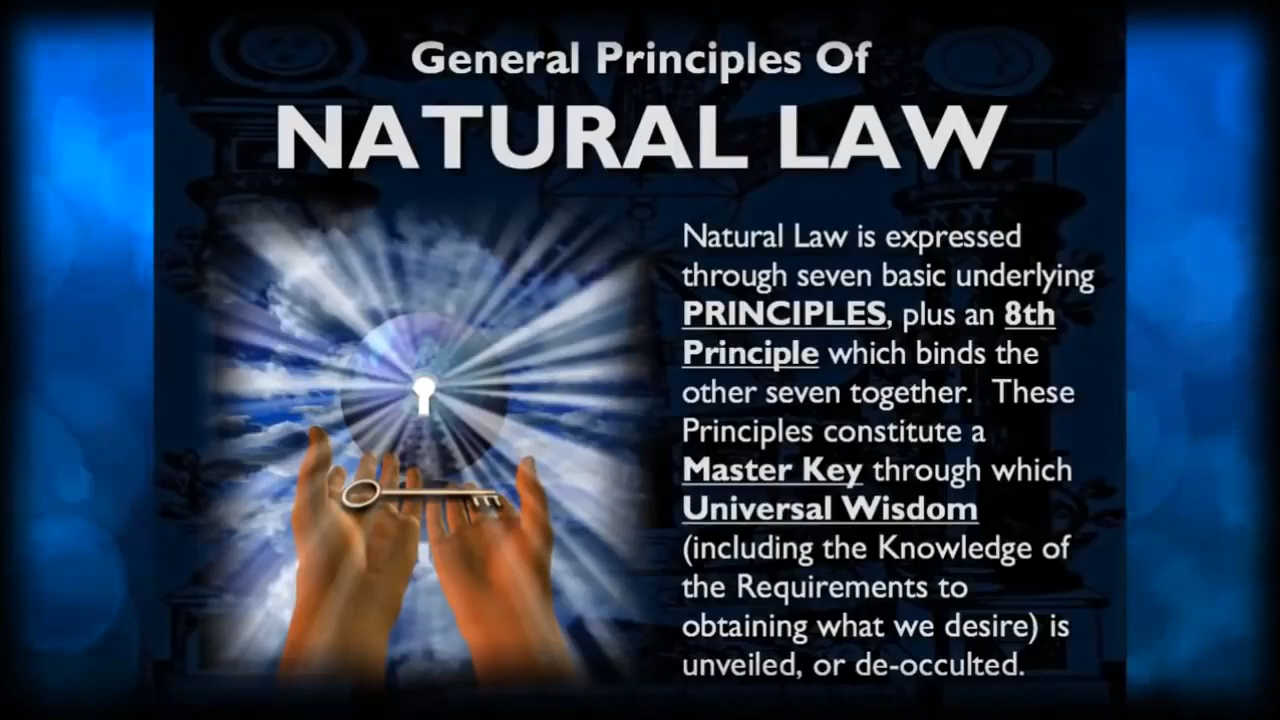 General Principles Of
NATURAL LAW
Natural Law is expressed
through seven basic underlying
PRINCIPLES, plus an 8th
Principle which binds the
other seven together. These
Principles constitute a
Master Key through which
Universal Wisdom
(including the Knowledge of
the Requirements to
obtaining what we desire) is
unveiled, or de-occulted.